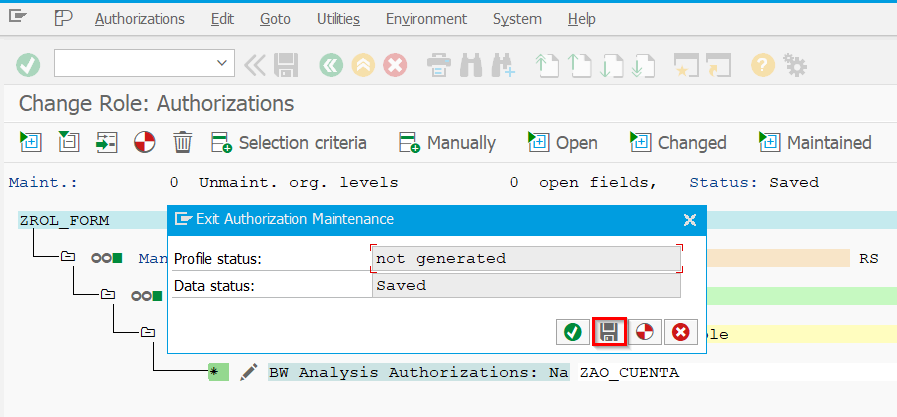 Authorizations Edit Goto Utilities Environment System Help
Change Role: Authorizations
Selection criteria Manually Open Changed Maintained
Maint.: 0 Unmaint. org. levels 0 open fields, Status: Saved
ZROL_FORM
Exit Authorization Maintenance
Man RS
Profile status: not generated
Data status: Saved
* BW Analysis Authorizations: Na ZAO_CUENTA